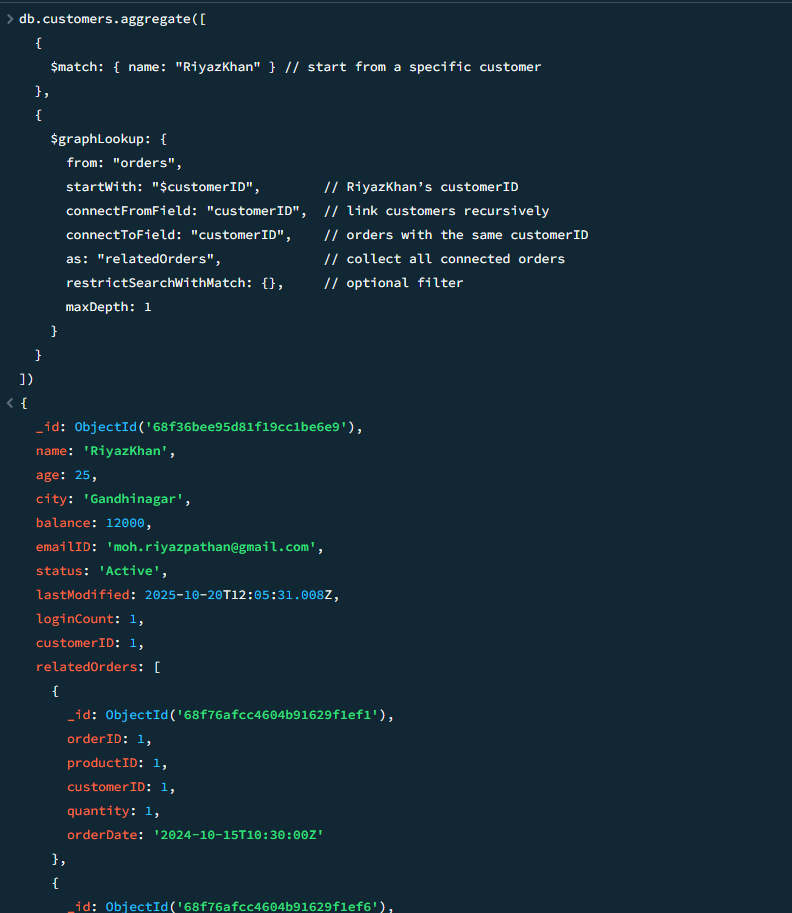 > db.customers.aggregate([
{
$match: { name: "RiyazKhan" } // start from a specific customer
},
{
$graphLookup: {
from: "orders",
startWith: "$customerID", // RiyazKhan’s customerID
connectFromField: "customerID", // link customers recursively
connectToField: "customerID", // orders with the same customerID
as: "relatedOrders", // collect all connected orders
restrictSearchWithMatch: {}, // optional filter
maxDepth: 1
}
}
])
< {
_id: ObjectId('68f36bee95d81f19cc1be6e9'),
name: 'RiyazKhan',
age: 25,
city: 'Gandhinagar',
balance: 12000,
emailID: 'moh.riyazpathan@gmail.com',
status: 'Active',
lastModified: 2025-10-20T12:05:31.008Z,
loginCount: 1,
customerID: 1,
relatedOrders: [
{
_id: ObjectId('68f76afcc4604b91629f1ef1'),
orderID: 1,
productID: 1,
customerID: 1,
quantity: 1,
orderDate: '2024-10-15T10:30:00Z'
},
{
_id: ObjectId('68f76afcc4604b91629f1ef6'),